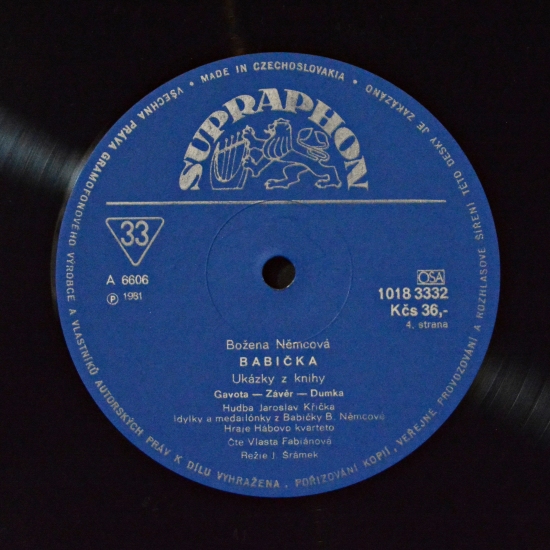 • MADE IN CZECHOSLOVAKIA •
VŠECHNA PRÁVA GRAMOFONOVÉHO VÝROBCE A VLASTNÍKŮ AUTORSKÝCH PRÁV K DÍLU VYHRAŽENA. POŘIZOVÁNÍ KOPIÍ, VEŘEJNÉ PROVOZOVÁNÍ A ROZHLASOVÉ ŠÍŘENÍ TÉTO DESKY JE ZAKÁZÁNO
SUPRAPHON
33
A 6606
Ⓟ 1981
OSA
1018 3332
Kčs 36,-
4. strana
Božena Němcová
BABIČKA
Ukázky z knihy
Gavota — Závěr — Dumka
Hudba Jaroslav Křička
Idylky a medailónky z Babičky B. Němcové
Hraje Hábovo kvarteto
Čte Vlasta Fabiánová
Režie J. Šrámek